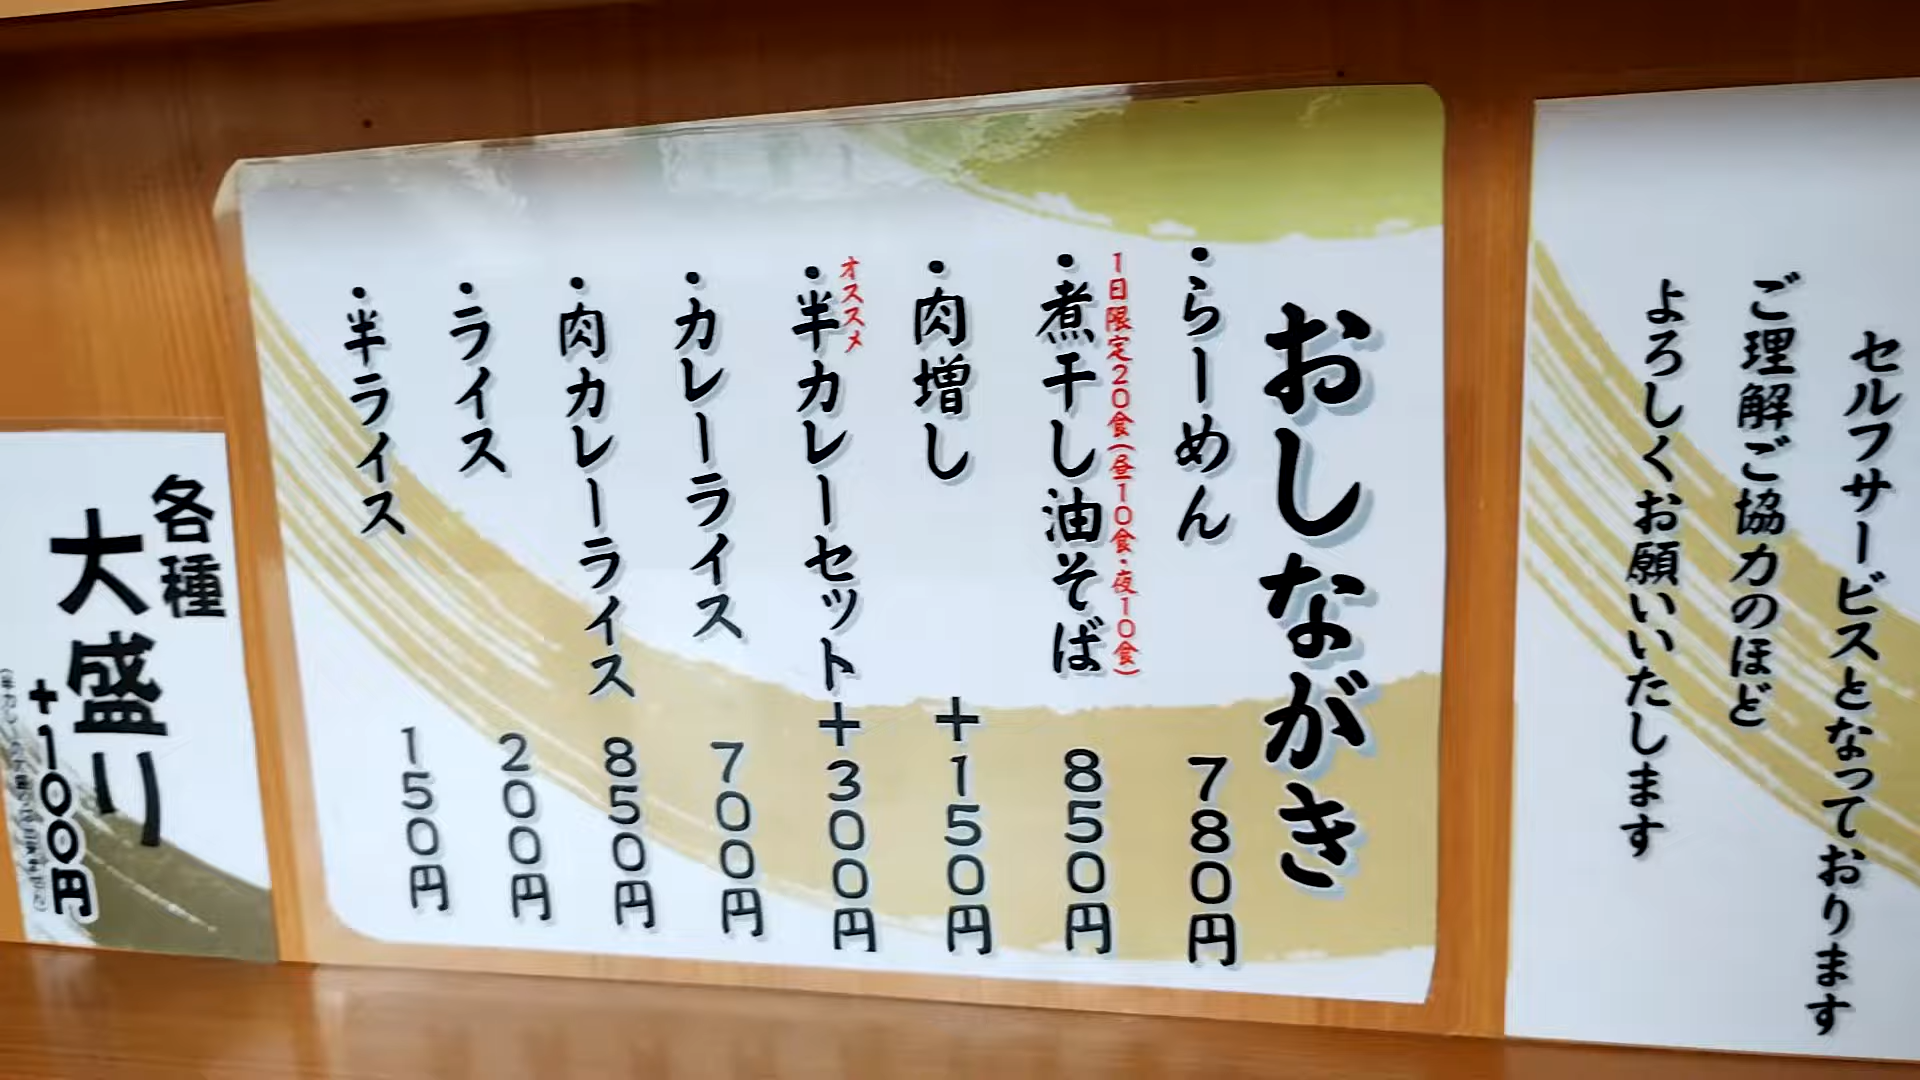 セルフサービスとなっております
ご理解ご協力のほど
よろしくお願いいたします
おしながき
・らーめん 780円
1日限定20食(昼10食・夜10食)
・煮干し油そば 850円
・肉増し +150円
オススメ
・半カレーセット+300円
・カレーライス 700円
・肉カレーライス 850円
・ライス 200円
・半ライス 150円
各種
大盛り
+100円